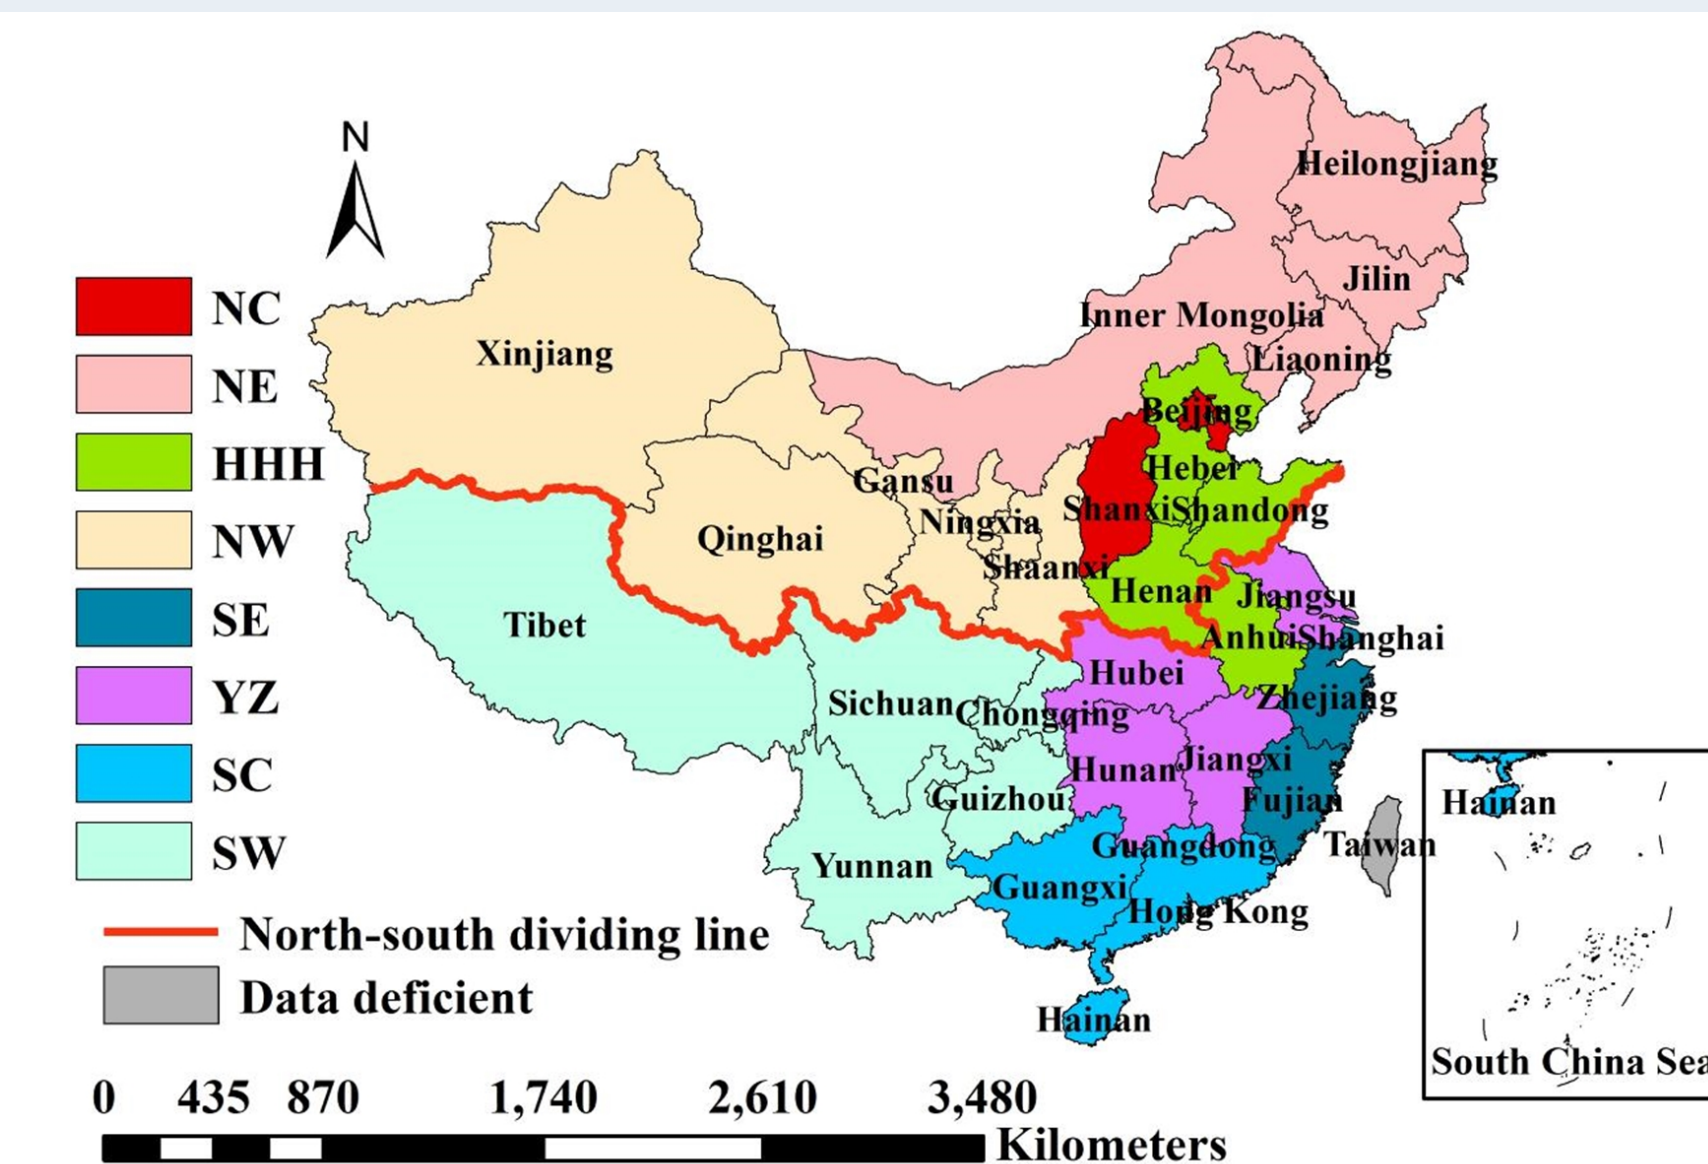 N
NC
NE
HHH
NW
SE
YZ
SC
SW
North-south dividing line
Data deficient
Heilongjiang
Jilin
Inner Mongolia
Liaoning
Xinjiang
Beijing
Hebei
Gansu
Shanxi
Shandong
Ningxia
Qinghai
Shaanxi
Henan
Jiangsu
Tibet
Anhui
Shanghai
Hubei
Sichuan
Chongqing
Zhejiang
Hunan
Jiangxi
Guizhou
Fujian
Taiwan
Guangdong
Yunnan
Guangxi
Hong Kong
Hainan
Hainan
South China Sea
0 435 870 1,740 2,610 3,480
Kilometers